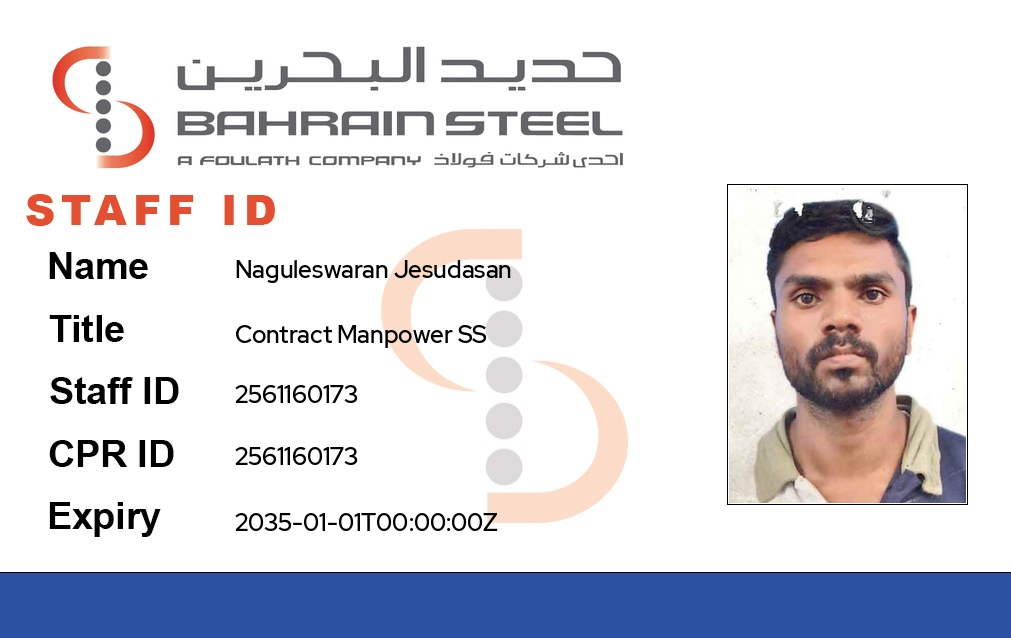 حديد البحرين
BAHRAIN STEEL
A FOULATH COMPANY احدى شركات فولاذ
STAFF ID
Name Naguleswaran Jesudasan
Title Contract Manpower SS
Staff ID 2561160173
CPR ID 2561160173
Expiry 2035-01-01T00:00:00Z